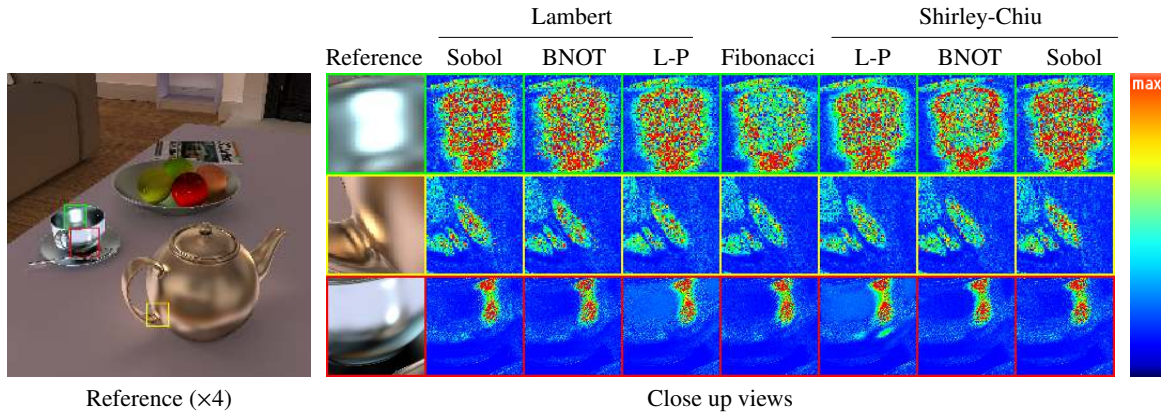 Lambert Shirley-Chiu
Reference Sobol BNOT L-P Fibonacci L-P BNOT Sobol
max
Reference (×4) Close up views